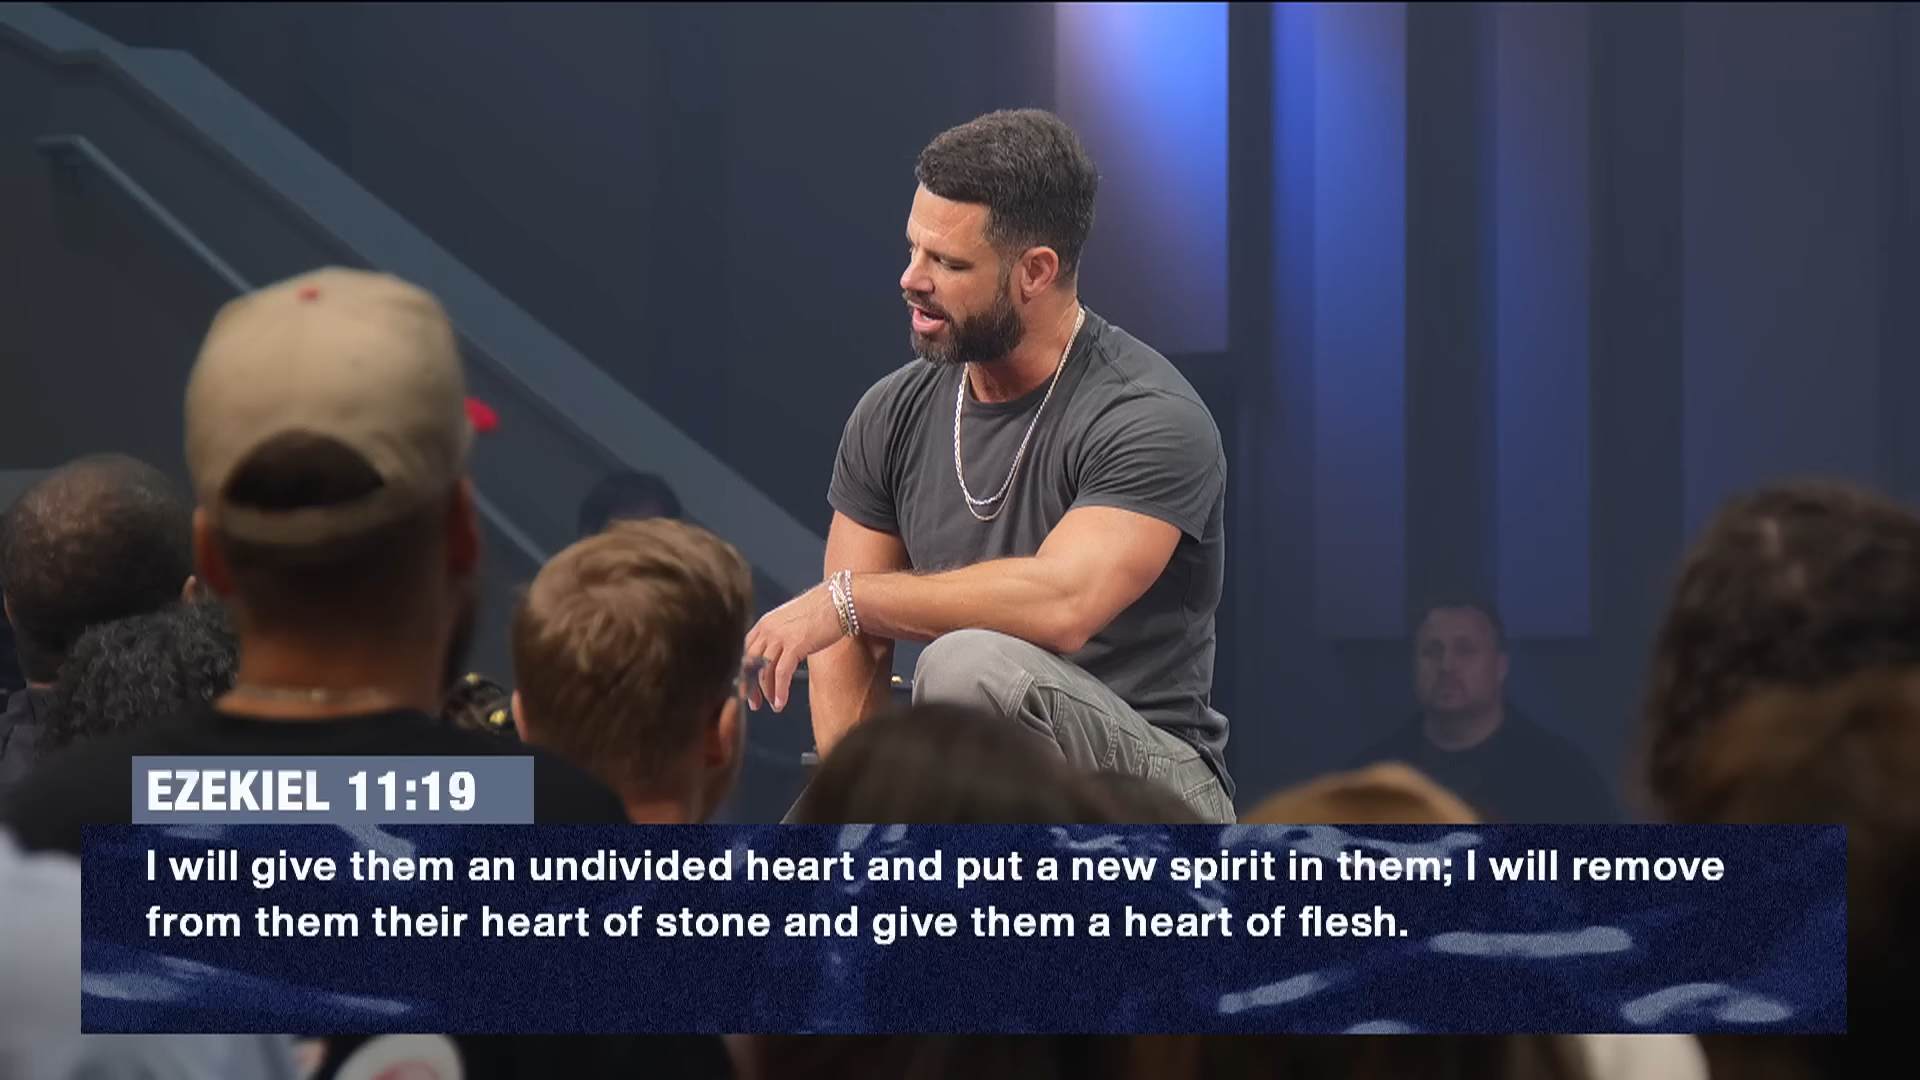 EZEKIEL 11:19
I will give them an undivided heart and put a new spirit in them; I will remove
from them their heart of stone and give them a heart of flesh.